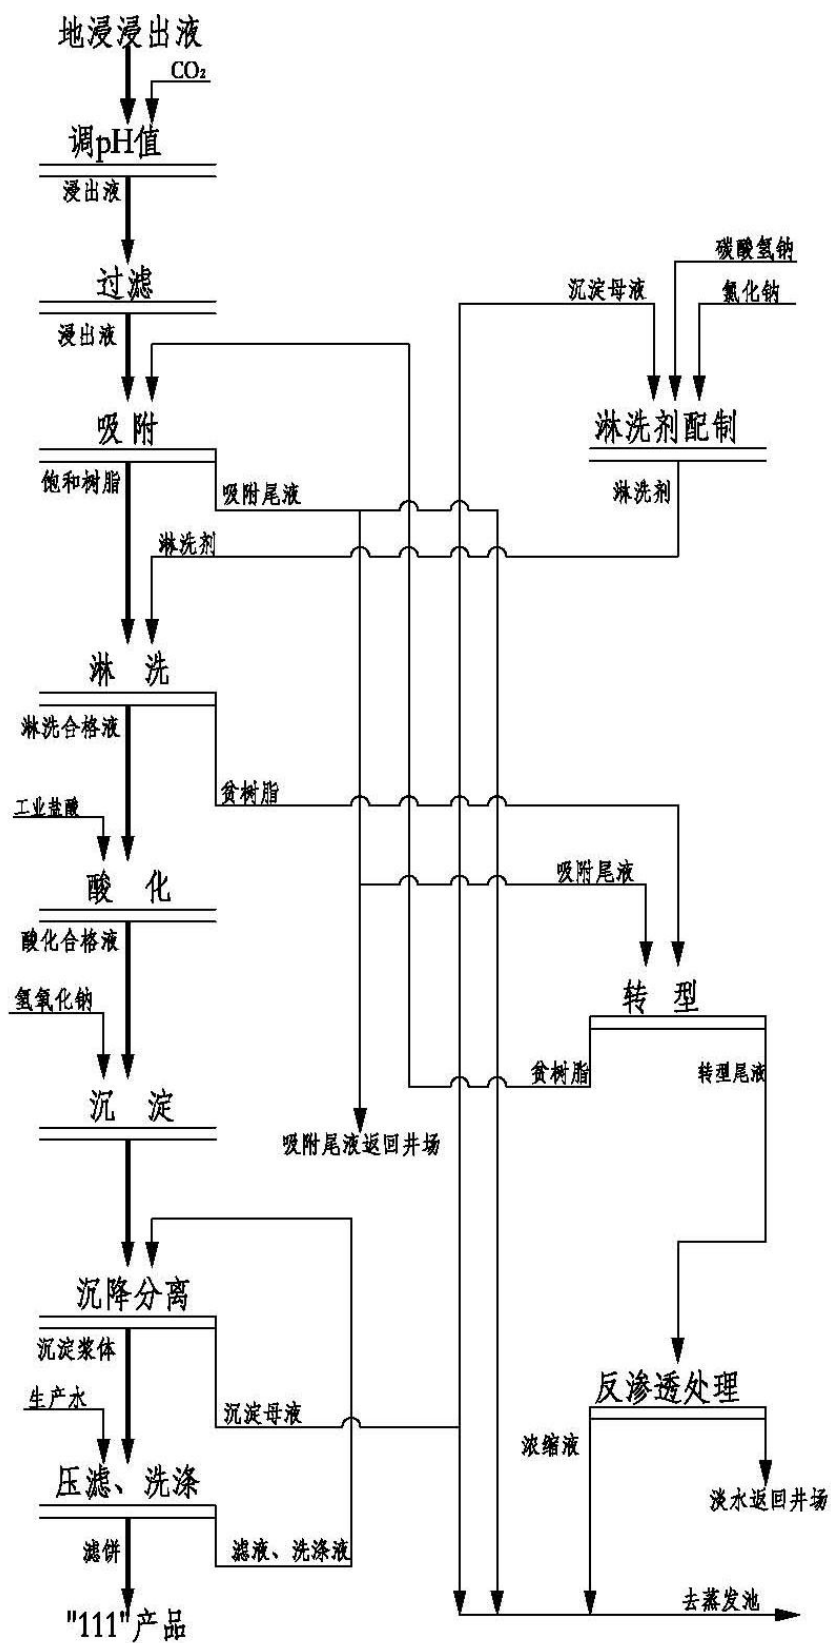 地浸浸出液
CO₂
调pH值
浸出液
过滤
浸出液
碳酸氢钠
沉淀母液
氯化钠
吸附
淋洗剂配制
饱和树脂
吸附尾液
淋洗剂
淋洗剂
淋 洗
淋洗合格液
贫树脂
工业盐酸
酸 化
吸附尾液
酸化合格液
氢氧化钠
转 型
贫树脂
转型尾液
沉 淀
吸附尾液返回井场
沉降分离
沉淀浆体
生产水
沉淀母液
反渗透处理
浓缩液
压滤、洗涤
淡水返回井场
滤饼
滤液、洗涤液
去蒸发池
"111"产品